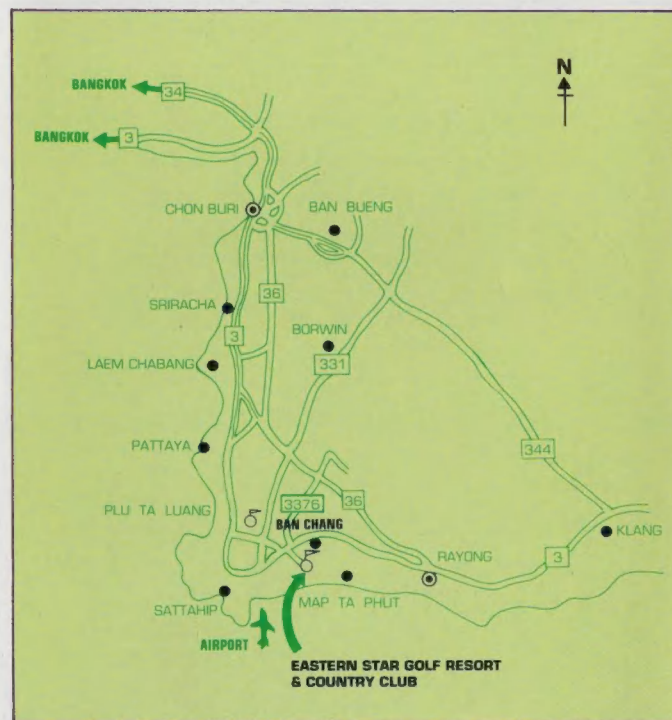 N
BANGKOK
34
BANGKOK
3
CHON BURI
BAN BUENG
36
SRIRACHA
3
BORWIN
LAEM CHABANG
331
344
PATTAYA
PLU TA LUANG
3376
36
BAN CHANG
KLANG
3
RAYONG
SATTAHIP
MAP TA PHUT
AIRPORT
EASTERN STAR GOLF RESORT
& COUNTRY CLUB